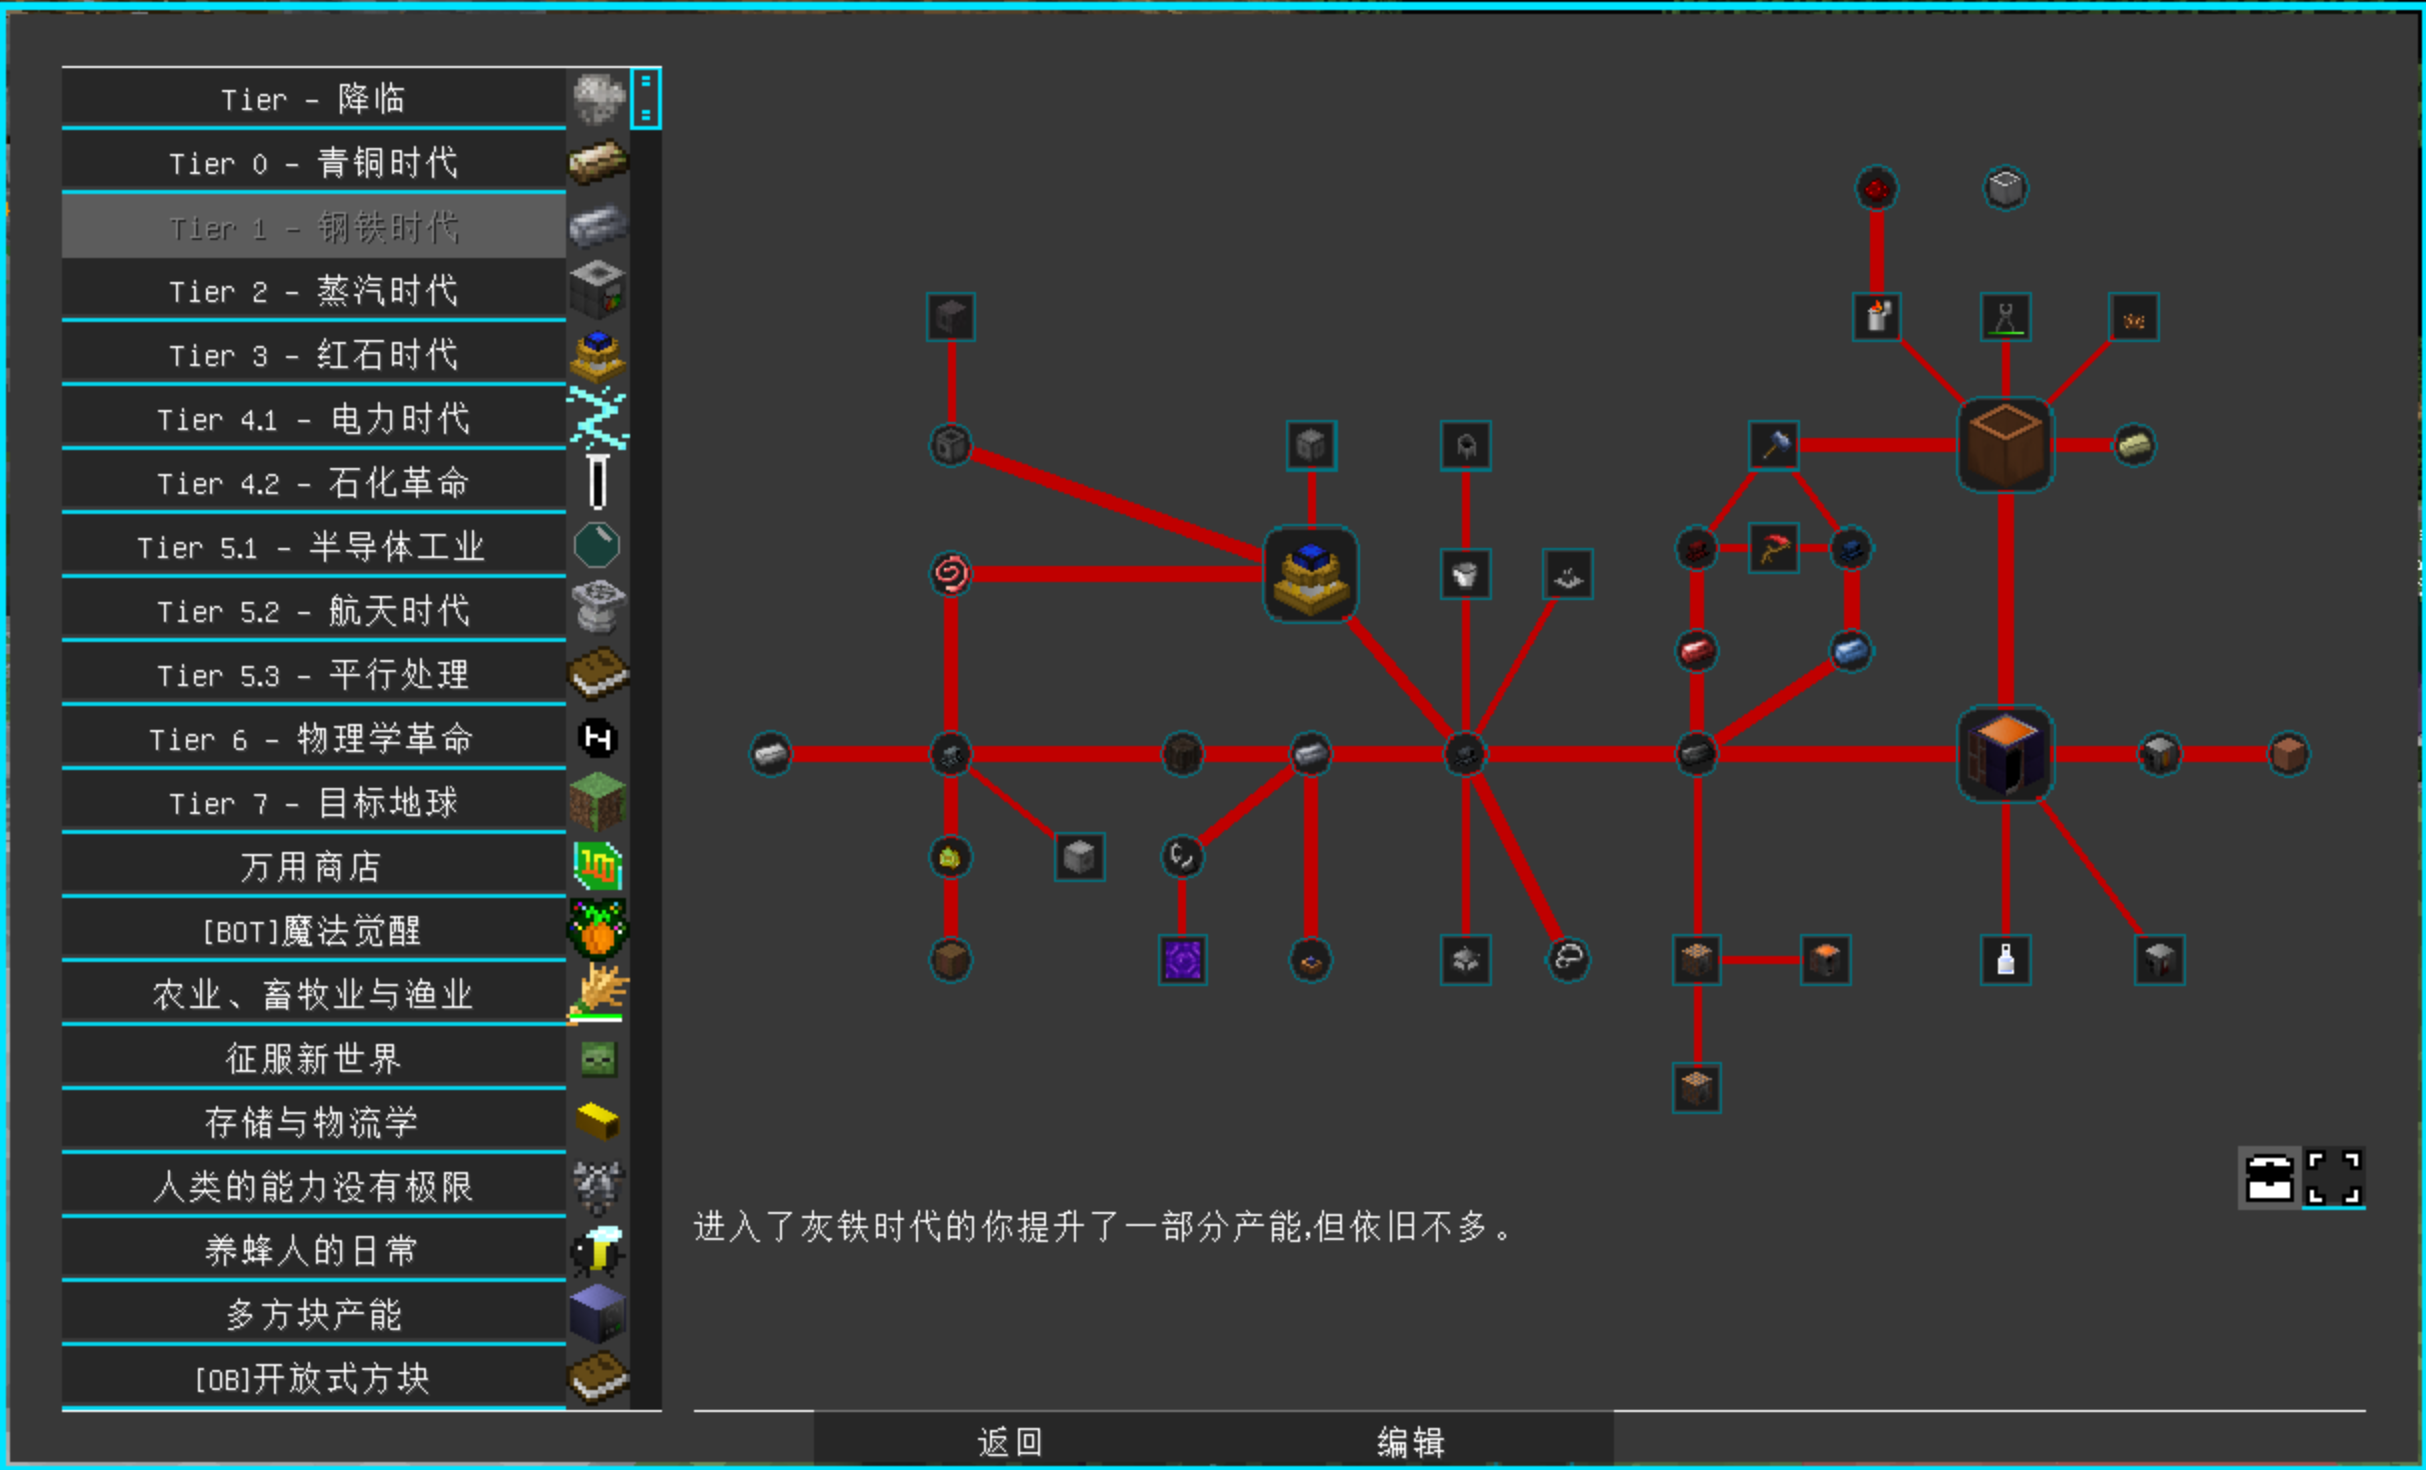 Tier - 降临
Tier 0 - 青铜时代
Tier 1 - 钢铁时代
Tier 2 - 蒸汽时代
Tier 3 - 红石时代
Tier 4.1 - 电力时代
Tier 4.2 - 石化革命
Tier 5.1 - 半导体工业
Tier 5.2 - 航天时代
Tier 5.3 - 平行处理
Tier 6 - 物理学革命
Tier 7 - 目标地球
万用商店
[BOT]魔法觉醒
农业、畜牧业与渔业
征服新世界
存储与物流学
人类的能力没有极限
养蜂人的日常
多方块产能
[OB]开放式方块
进入了灰铁时代的你提升了一部分产能,但依旧不多。
返回
编辑